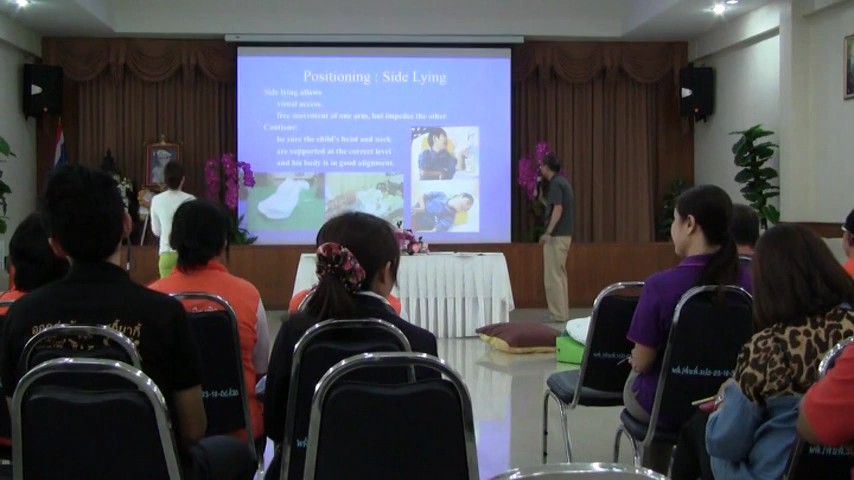 Positioning : Side Lying
Side lying allows
visual access.
free movement of one arm, but impedes the other.
Cautions:
be sure the child's head and neck
are supported at the correct level
and his body is in good alignment.